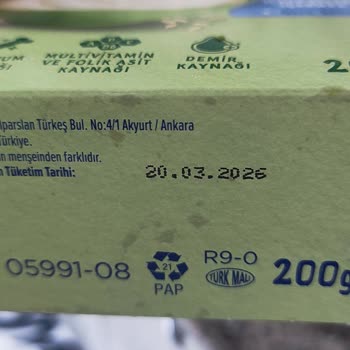 MULTİVİTAMİN
VE FOLİK ASİT
KAYNAĞI
DEMİR
KAYNAĞI
Türkeş Bul. No:4/1 Akyurt / Ankara
Türkiye.
menşeinden farklıdır.
Tüketim Tarihi:
20.03.2026
05991-08
21
PAP
R9-0
TÜRK MALI
200g